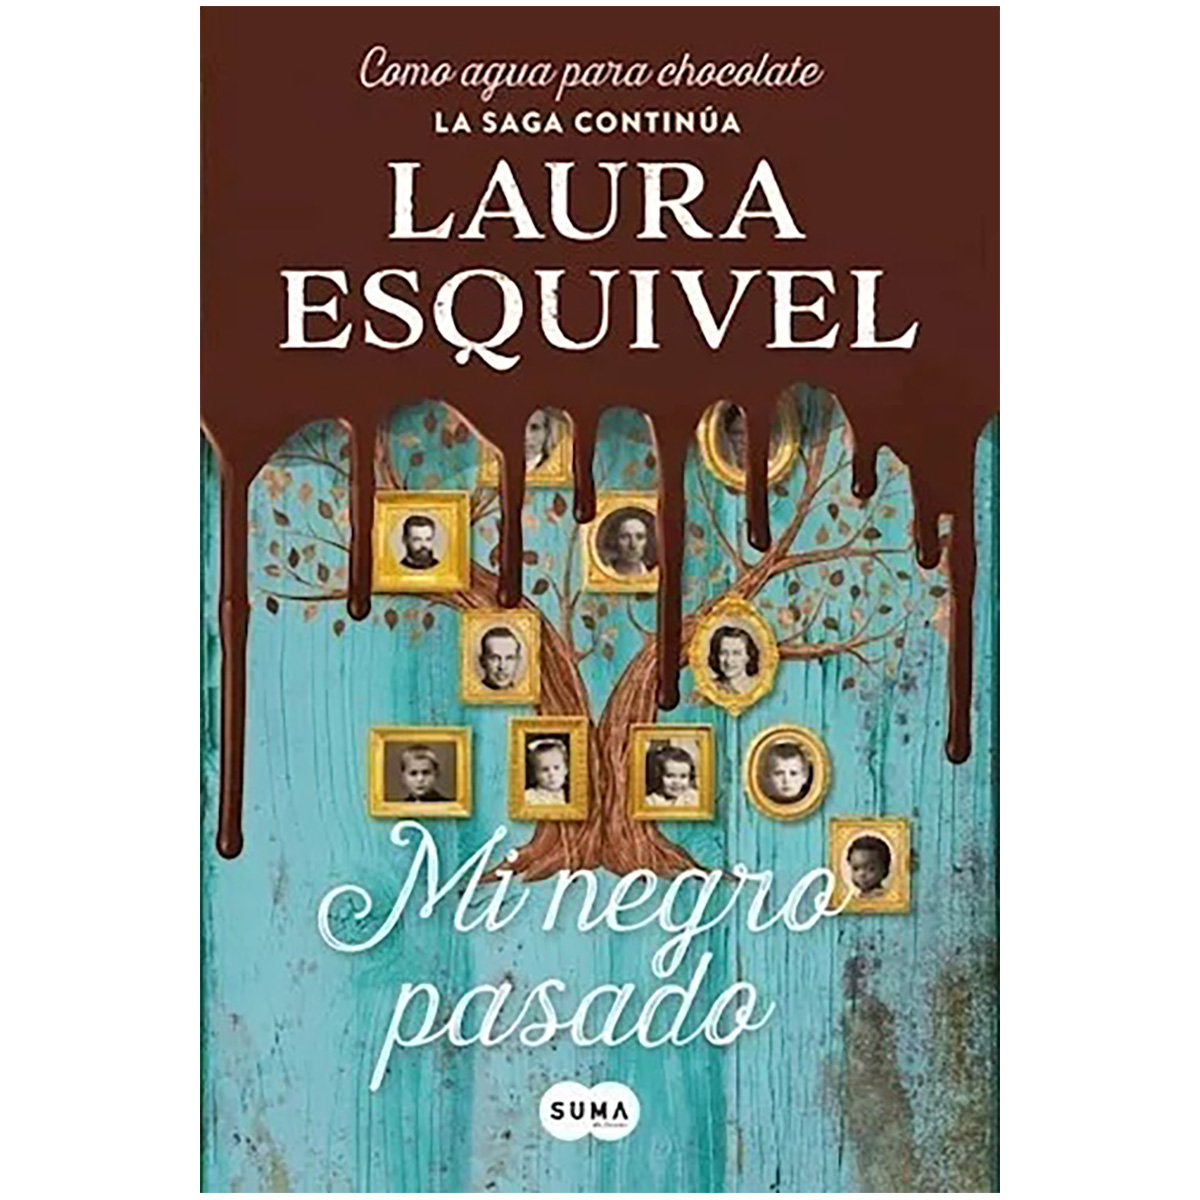 Como agua para chocolate
LA SAGA CONTINÚA
LAURA
ESQUIVEL
Mi negro
pasado
SUMA